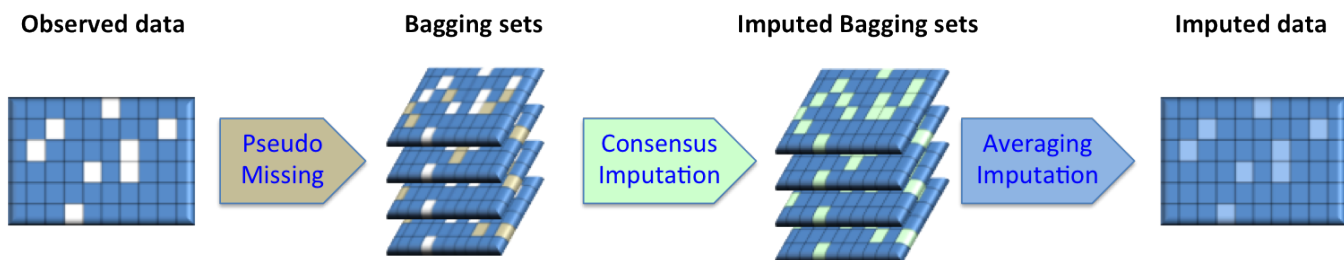 Observed data
Bagging sets
Imputed Bagging sets
Imputed data
Pseudo
Missing
Consensus
Imputation
Averaging
Imputation